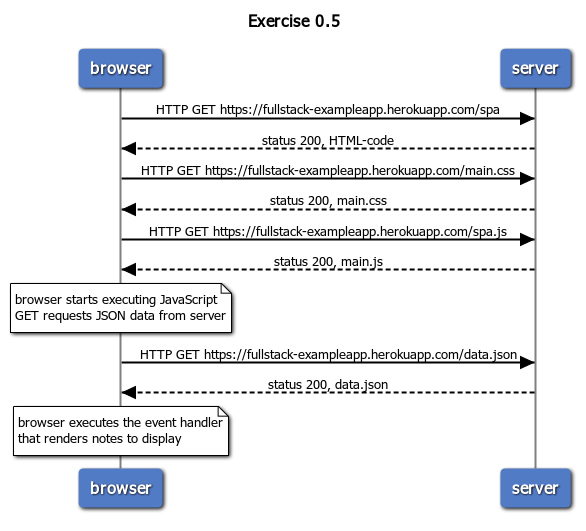 Exercise 0.5
browser
server
HTTP GET https://fullstack-exampleapp.herokuapp.com/spa
status 200, HTML-code
HTTP GET https://fullstack-exampleapp.herokuapp.com/main.css
status 200, main.css
HTTP GET https://fullstack-exampleapp.herokuapp.com/spa.js
status 200, main.js
browser starts executing JavaScript
GET requests JSON data from server
HTTP GET https://fullstack-exampleapp.herokuapp.com/data.json
status 200, data.json
browser executes the event handler
that renders notes to display
browser
server